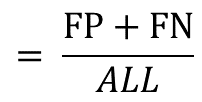 = FP + FN
ALL